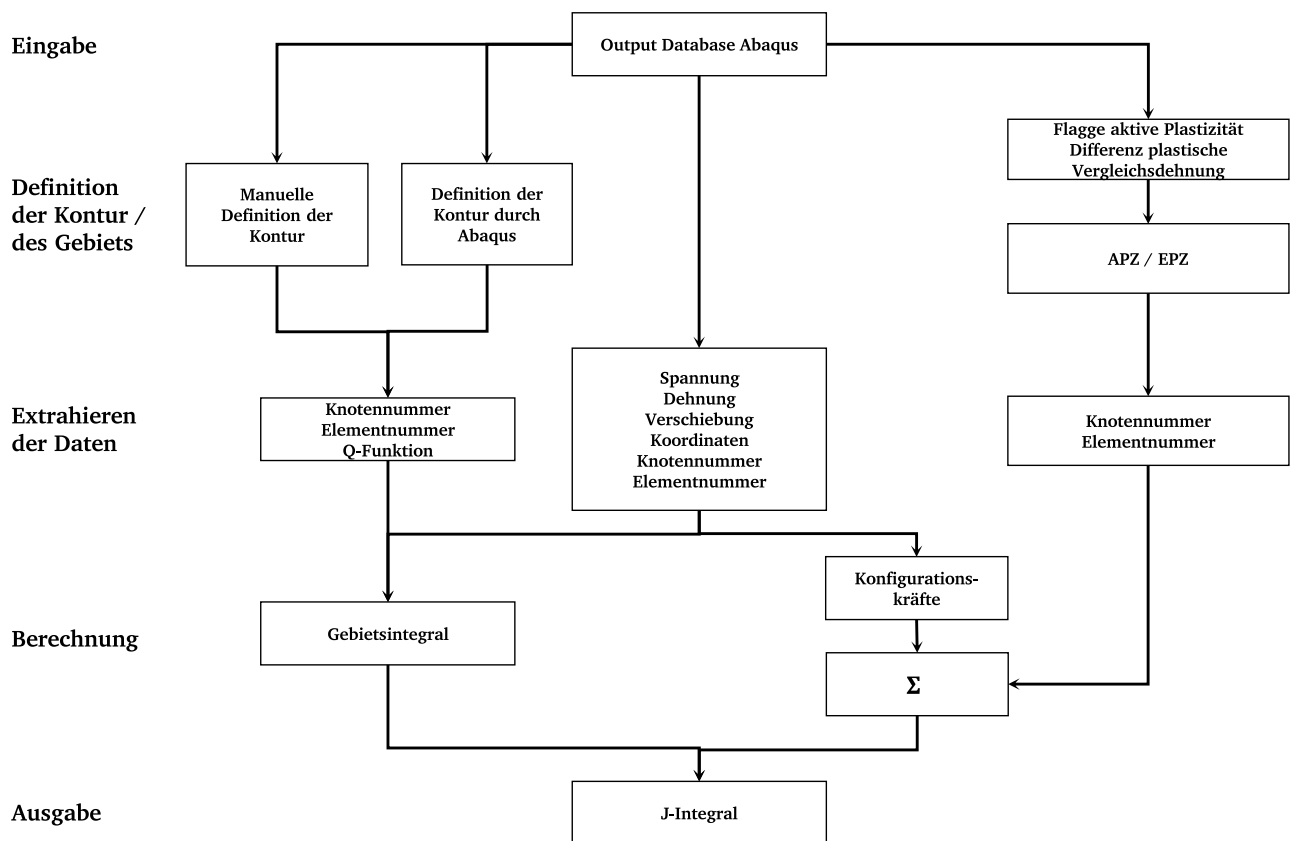 Eingabe
Output Database Abaqus
Definition
der Kontur /
des Gebiets
Manuelle
Definition der
Kontur
Definition der
Kontur durch
Abaqus
Flagge aktive Plastizität
Differenz plastische
Vergleichsdehnung
APZ / EPZ
Extrahieren
der Daten
Knotennummer
Elementnummer
Q-Funktion
Spannung
Dehnung
Verschiebung
Koordinaten
Knotennummer
Elementnummer
Knotennummer
Elementnummer
Berechnung
Gebietsintegral
Konfigurations-
kräfte
Σ
Ausgabe
J-Integral